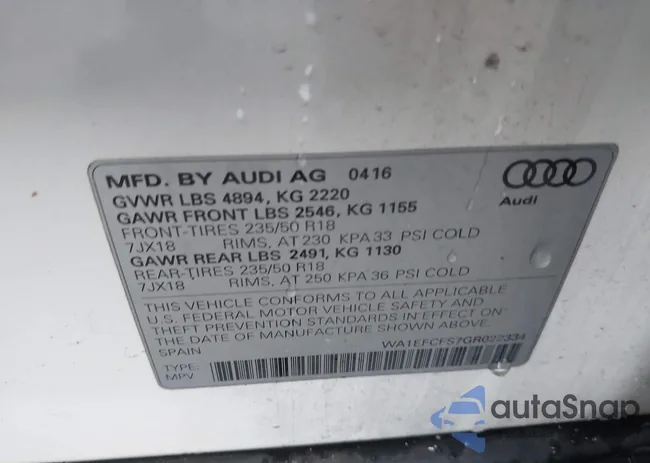 MFD. BY AUDI AG 0416
GVWR LBS 4894, KG 2220
GAWR FRONT LBS 2546, KG 1155
FRONT-TIRES 235/50 R18
7JX18 RIMS, AT 230 KPA 33 PSI COLD
GAWR REAR LBS 2491, KG 1130
REAR-TIRES 235/50 R18
7JX18 RIMS, AT 250 KPA 36 PSI COLD
THIS VEHICLE CONFORMS TO ALL APPLICABLE
U.S. FEDERAL MOTOR VEHICLE SAFETY AND
THEFT PREVENTION STANDARDS IN EFFECT ON
THE DATE OF MANUFACTURE SHOWN ABOVE.
SPAIN WA1EFCFS7GR022334
TYPE:
MPV
Audi
autoSnap